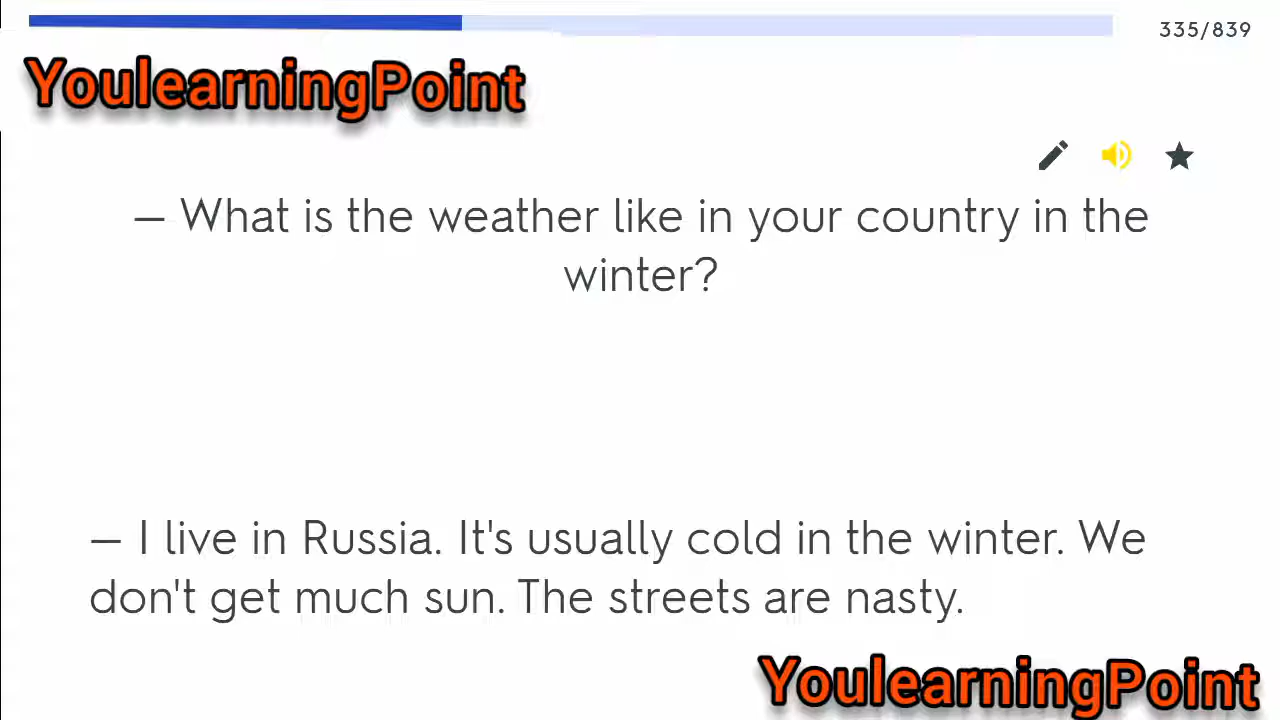 335/839
YoulearningPoint
– What is the weather like in your country in the
winter?
– I live in Russia. It's usually cold in the winter. We
don't get much sun. The streets are nasty.
YoulearningPoint